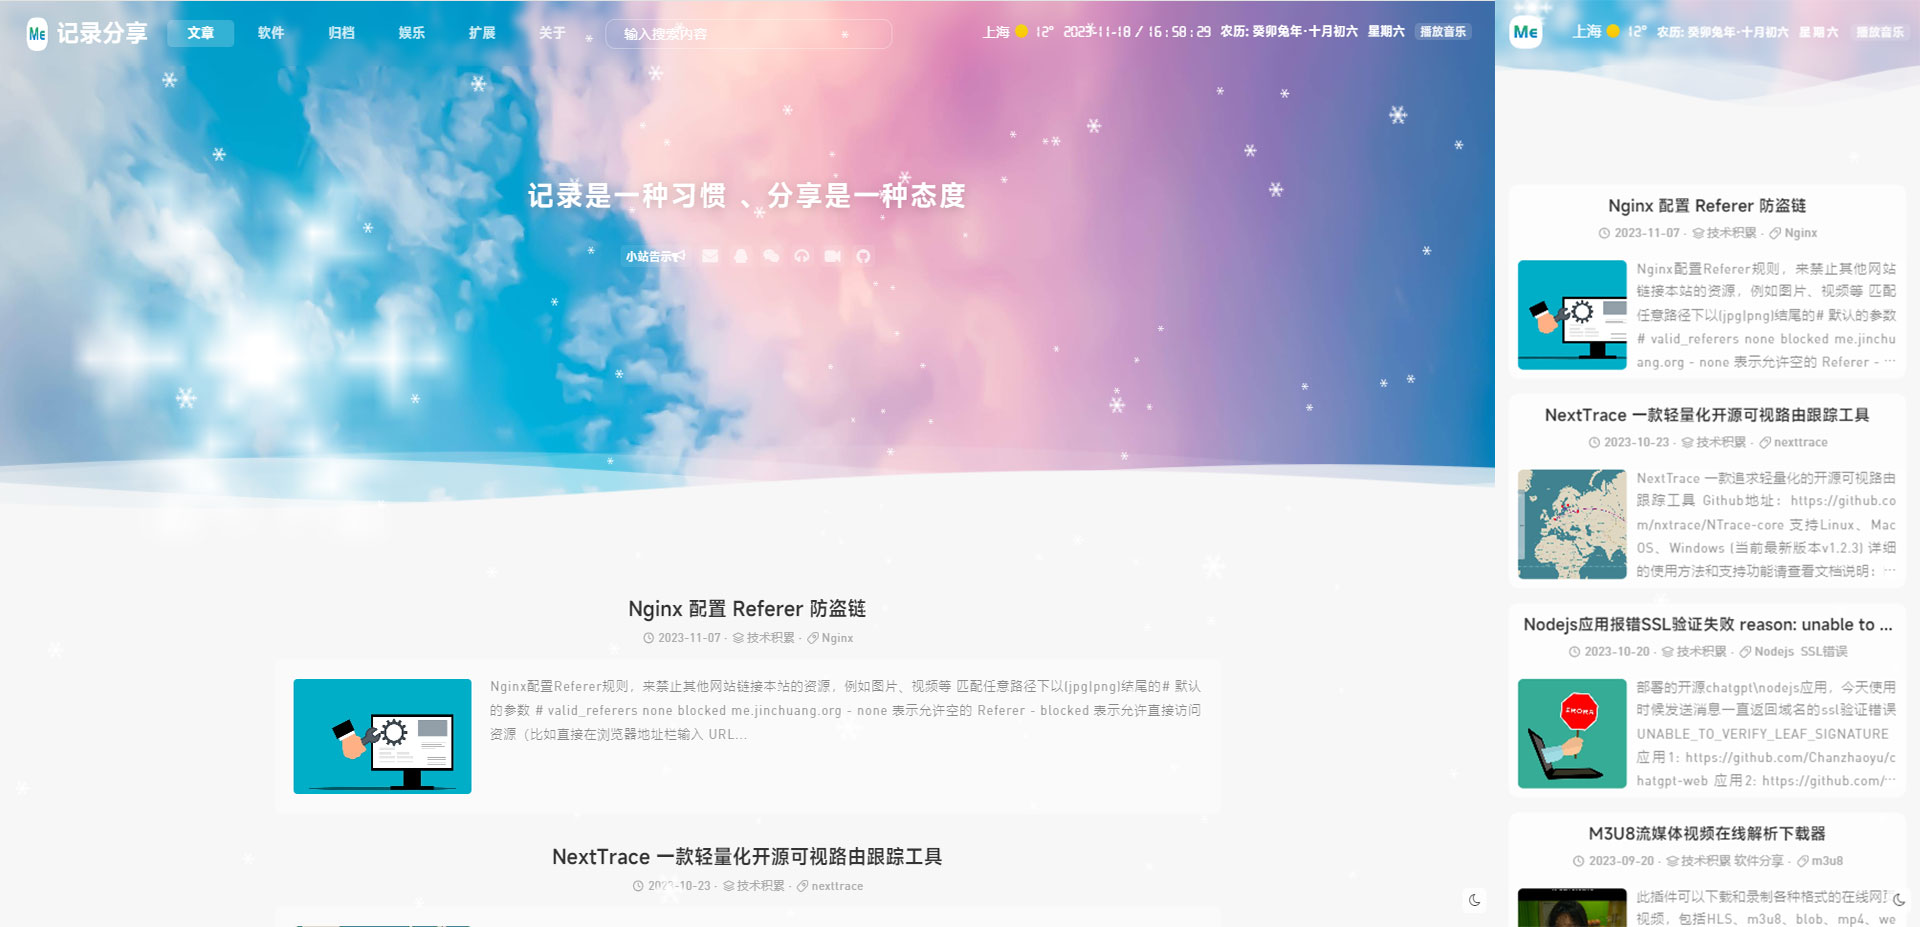 Me 记录分享 文章 软件 归档 娱乐 扩展 关于 输入搜索内容 上海 12° 2023-11-18 / 16:58:29 农历: 癸卯兔年·十月初六 星期六 播放音乐
记录是一种习惯 、分享是一种态度
小站告示
Nginx 配置 Referer 防盗链
2023-11-07 · 技术积累 · Nginx
Nginx配置Referer规则，来禁止其他网站链接本站的资源，例如图片、视频等 匹配任意路径下以(jpg|png)结尾的# 默认
的参数 # valid_referers none blocked me.jinchuang.org - none 表示允许空的 Referer - blocked 表示允许直接访问
资源（比如直接在浏览器地址栏输入 URL...
NextTrace 一款轻量化开源可视路由跟踪工具
2023-10-23 · 技术积累 · nexttrace
Me 上海 12° 农历: 癸卯兔年·十月初六 星期六 播放音乐
Nginx 配置 Referer 防盗链
2023-11-07 · 技术积累 · Nginx
Nginx配置Referer规则，来禁止其他网站
链接本站的资源，例如图片、视频等 匹配
任意路径下以(jpg|png)结尾的# 默认的参数
# valid_referers none blocked me.jinchu
ang.org - none 表示允许空的 Referer - ...
NextTrace 一款轻量化开源可视路由跟踪工具
2023-10-23 · 技术积累 · nexttrace
NextTrace 一款追求轻量化的开源可视路由
跟踪工具 Github地址：https://github.co
m/nxtrace/NTrace-core 支持Linux、Mac
OS、Windows (当前最新版本v1.2.3) 详细
的使用方法和支持功能请查看文档说明：...
Nodejs应用报错SSL验证失败 reason: unable to ...
2023-10-20 · 技术积累 · Nodejs SSL错误
部署的开源chatgpt\nodejs应用，今天使用
时候发送消息一直返回域名的ssl验证错误
UNABLE_TO_VERIFY_LEAF_SIGNATURE
应用1: https://github.com/Chanzhaoyu/c
hatgpt-web 应用2: https://github.com/...
M3U8流媒体视频在线解析下载器
2023-09-20 · 技术积累 软件分享 · m3u8
此插件可以下载和录制各种格式的在线网页
视频，包括HLS、m3u8、blob、mp4、we